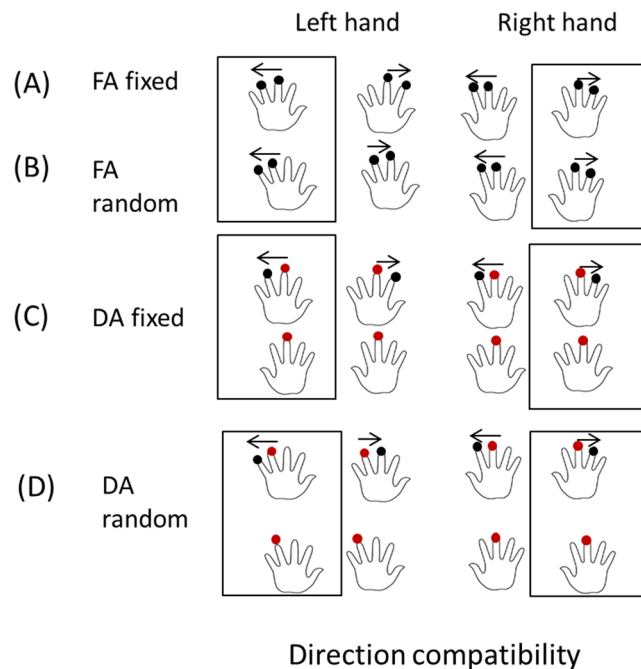 Left hand Right hand
(A) FA fixed
(B) FA
random
(C) DA fixed
(D) DA
random
Direction compatibility